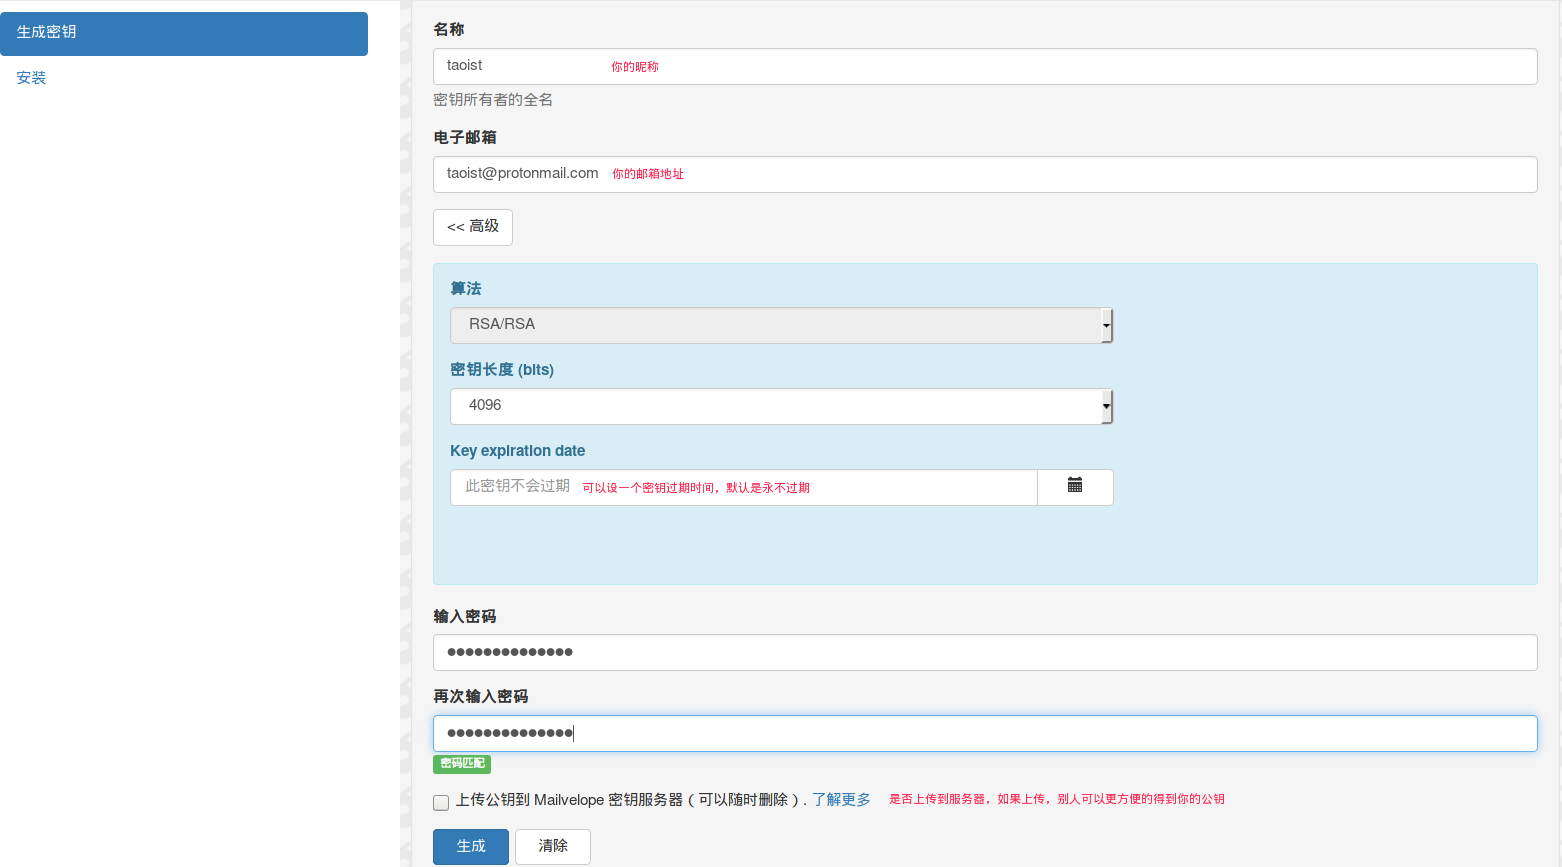 生成密钥
安装
名称
taoist 你的昵称
密钥所有者的全名
电子邮箱
taoist@protonmail.com 你的邮箱地址
<< 高级
算法
RSA/RSA
密钥长度 (bits)
4096
Key expiration date
此密钥不会过期 可以设一个密钥过期时间，默认是永不过期
输入密码
●●●●●●●●●●●●●●
再次输入密码
●●●●●●●●●●●●●●
密码匹配
上传公钥到 Mailvelope 密钥服务器（可以随时删除）. 了解更多 是否上传到服务器，如果上传，别人可以更方便的得到你的公钥
生成 清除